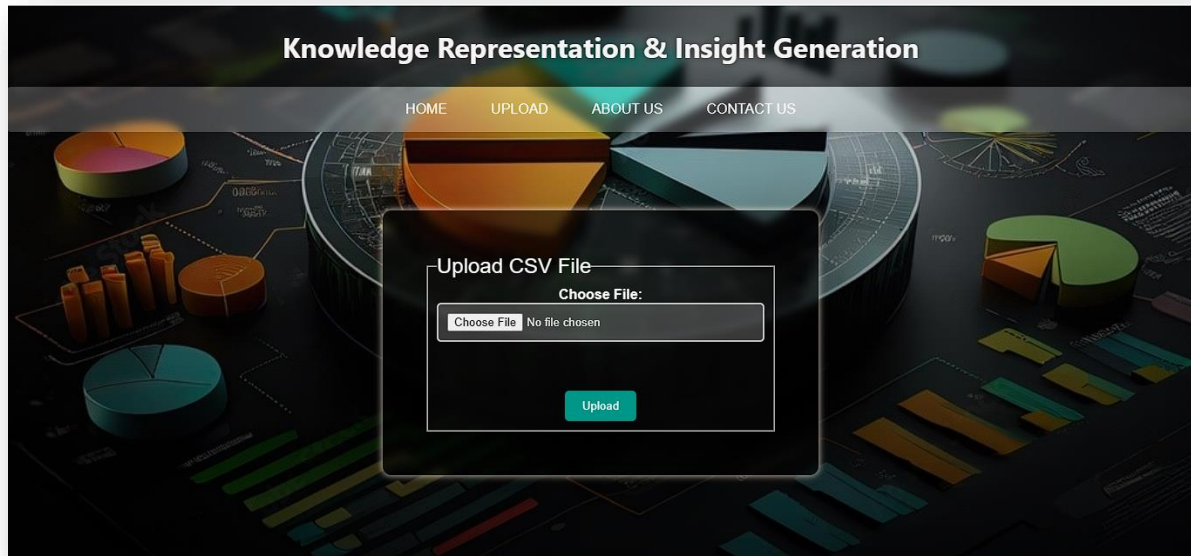 Knowledge Representation & Insight Generation
HOME UPLOAD ABOUT US CONTACT US
Upload CSV File
Choose File:
Choose File No file chosen
Upload